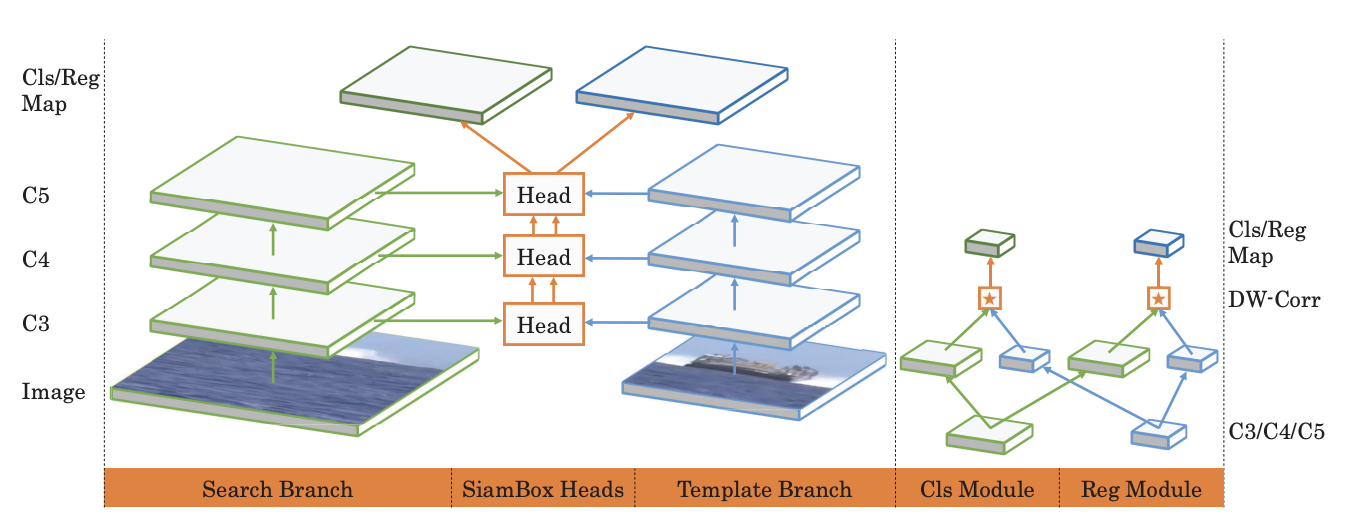 Cls/Reg
Map
C5
C4
C3
Image
Head
Head
Head
Cls/Reg
Map
DW-Corr
C3/C4/C5
Search Branch
SiamBox Heads
Template Branch
Cls Module
Reg Module